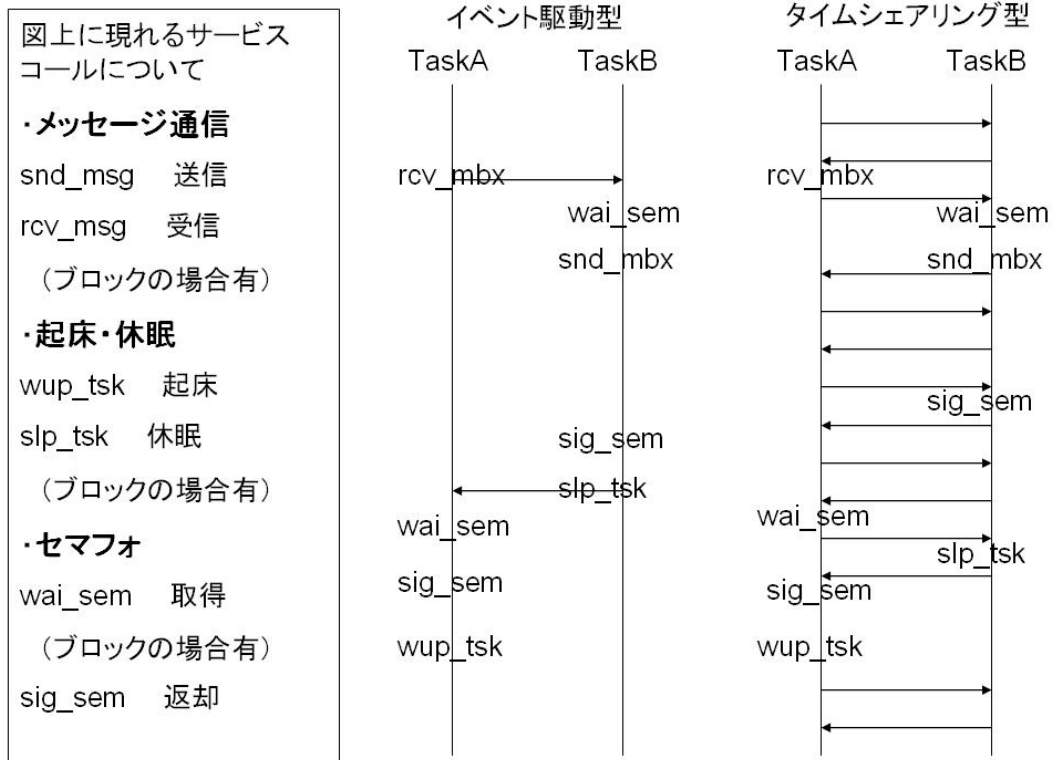 図上に現れるサービス
コールについて
・メッセージ通信
snd_msg 送信
rcv_msg 受信
（ブロックの場合有）
・起床・休眠
wup_tsk 起床
slp_tsk 休眠
（ブロックの場合有）
・セマフォ
wai_sem 取得
（ブロックの場合有）
sig_sem 返却
イベント駆動型
TaskA TaskB
rcv_mbx
wai_sem
snd_mbx
sig_sem
slp_tsk
wai_sem
sig_sem
wup_tsk
タイムシェアリング型
TaskA TaskB
rcv_mbx
wai_sem
snd_mbx
sig_sem
wai_sem
slp_tsk
sig_sem
wup_tsk